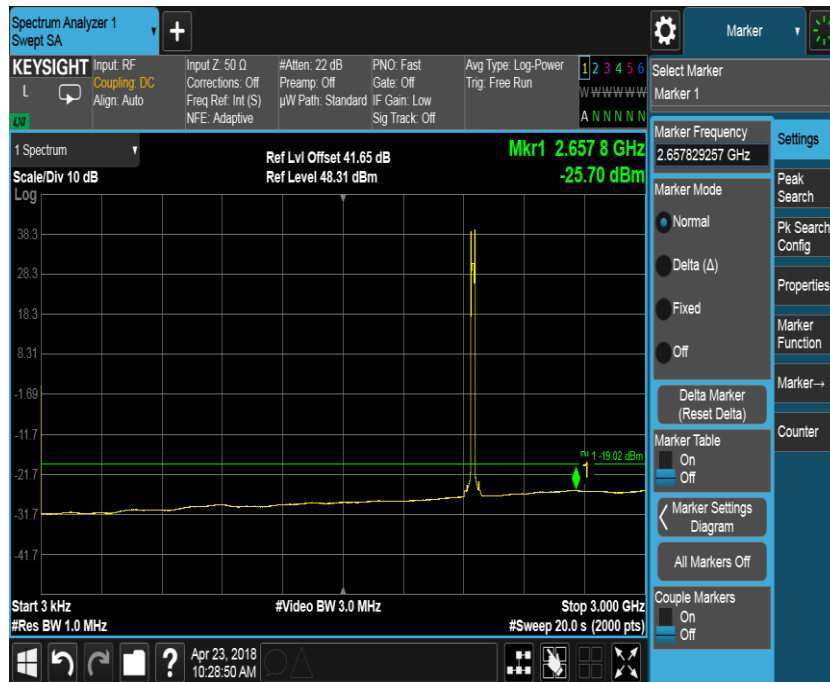 Spectrum Analyzer 1
Swept SA
+
Marker
KEYSIGHT
L
LXI
Input: RF
Coupling: DC
Align: Auto
Input Z: 50 Ω
Corrections: Off
Freq Ref: Int (S)
NFE: Adaptive
#Atten: 22 dB
Preamp: Off
µW Path: Standard
PNO: Fast
Gate: Off
IF Gain: Low
Sig Track: Off
Avg Type: Log-Power
Trig: Free Run
1 2 3 4 5 6
W W W W W W
A N N N N N
1 Spectrum
Scale/Div 10 dB
Log
Ref Lvl Offset 41.65 dB
Ref Level 48.31 dBm
Mkr1 2.657 8 GHz
-25.70 dBm
38.3
28.3
18.3
8.31
-1.69
-11.7
-21.7
-31.7
-41.7
1 -19.02 dBm
1
Start 3 kHz
#Res BW 1.0 MHz
#Video BW 3.0 MHz
Stop 3.000 GHz
#Sweep 20.0 s (2000 pts)
Select Marker
Marker 1
Marker Frequency
2.657829257 GHz
Marker Mode
Normal
Delta (Δ)
Fixed
Off
Delta Marker
(Reset Delta)
Marker Table
On
Off
Marker Settings
Diagram
All Markers Off
Couple Markers
On
Off
Settings
Peak
Search
Pk Search
Config
Properties
Marker
Function
Marker→
Counter
?
Apr 23, 2018
10:28:50 AM